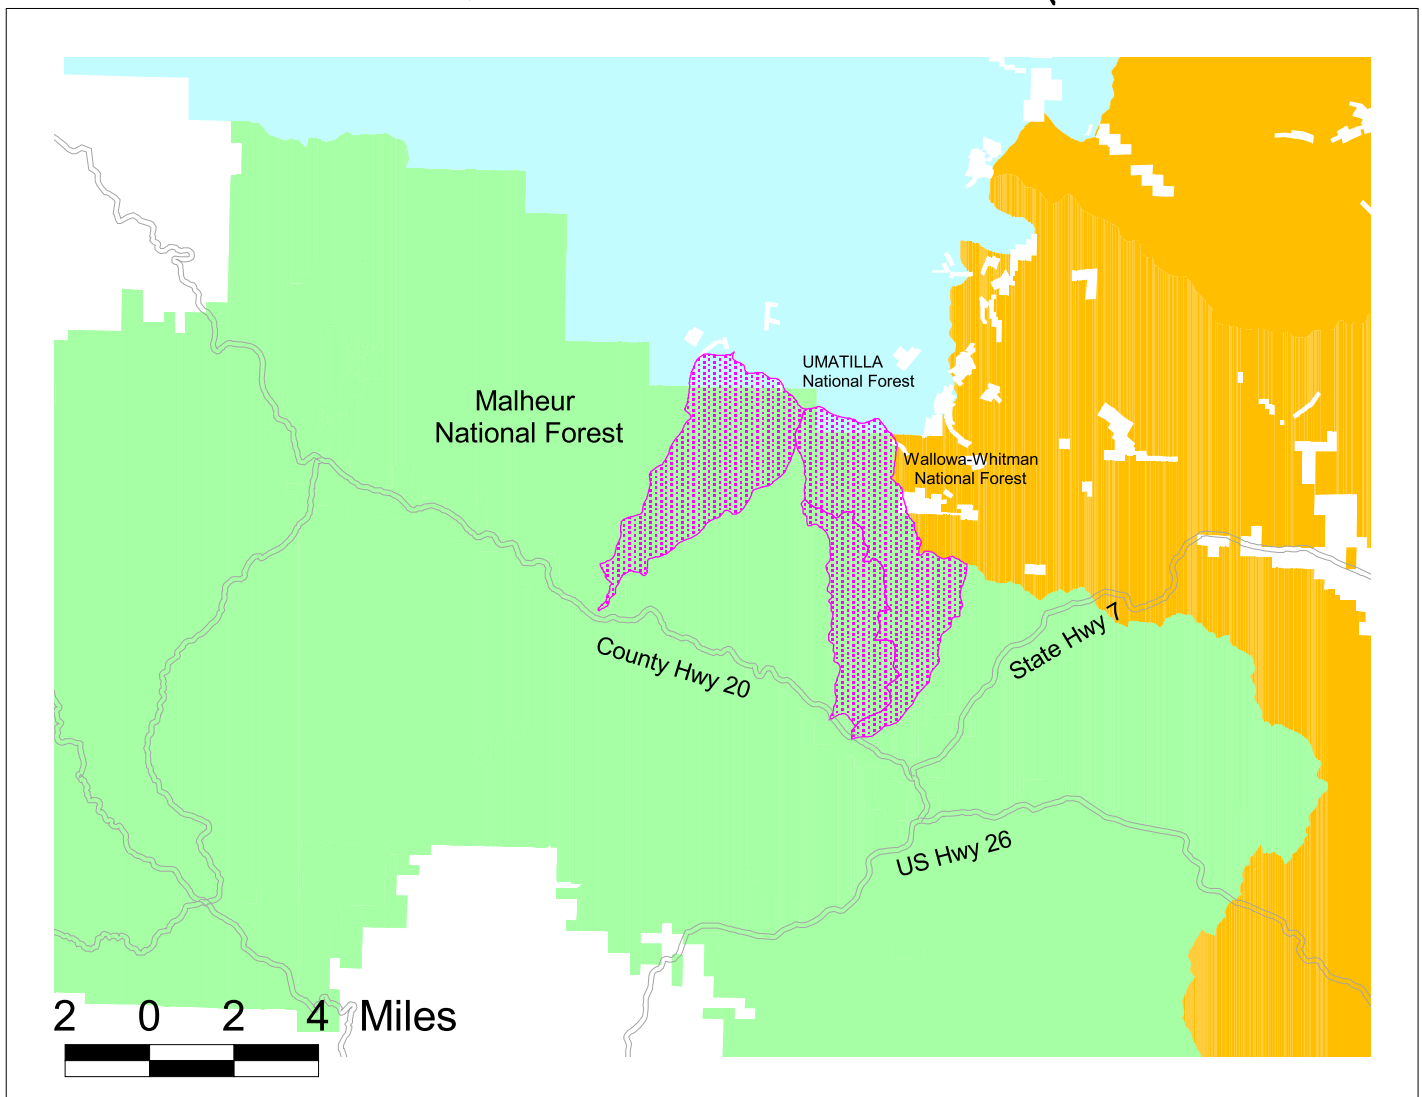 UMATILLA
National Forest
Malheur
National Forest
Wallowa-Whitman
National Forest
County Hwy 20
State Hwy 7
US Hwy 26
2 0 2 4 Miles